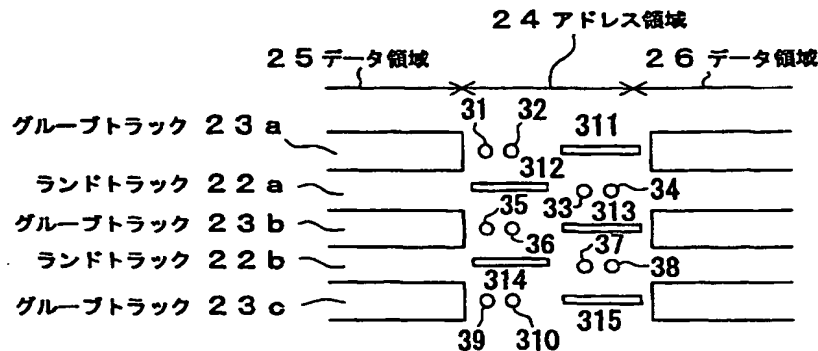 24 アドレス領域
25 データ領域
26 データ領域
31
32
311
グルーブトラック 23a
312
ランドトラック 22a
33
34
35
313
グルーブトラック 23b
36
37
ランドトラック 22b
38
314
グルーブトラック 23c
315
39
310